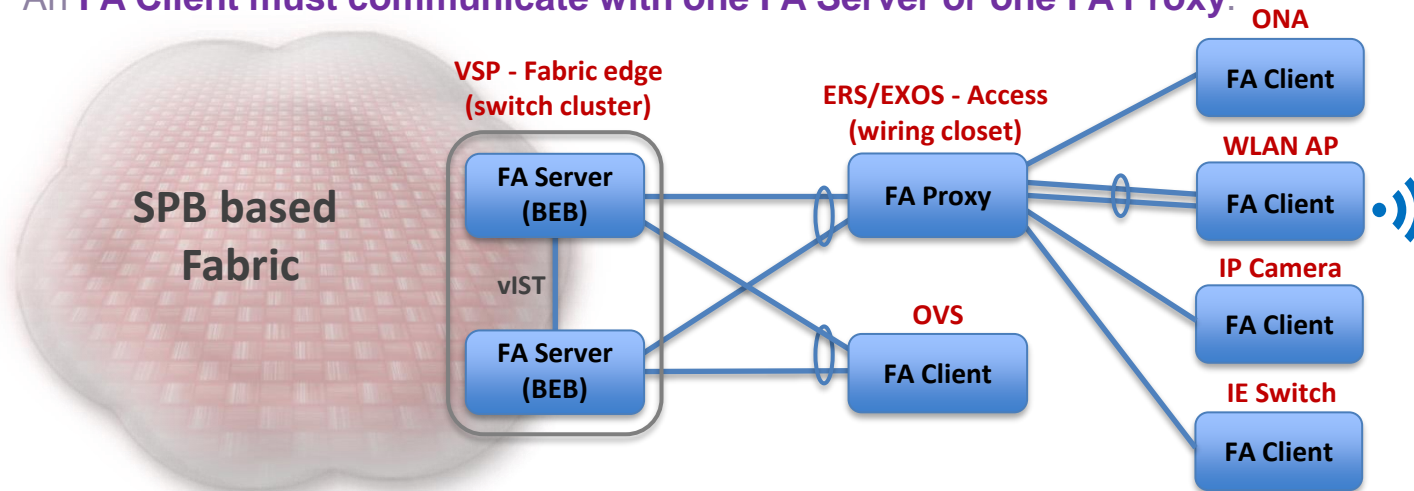 An FA Client must communicate with one FA Server or one FA Proxy.
ONA
FA Client
VSP - Fabric edge
(switch cluster)
ERS/EXOS - Access
(wiring closet)
WLAN AP
FA Client
FA Server
(BEB)
FA Proxy
SPB based
Fabric
vIST
IP Camera
FA Client
OVS
FA Client
FA Server
(BEB)
IE Switch
FA Client